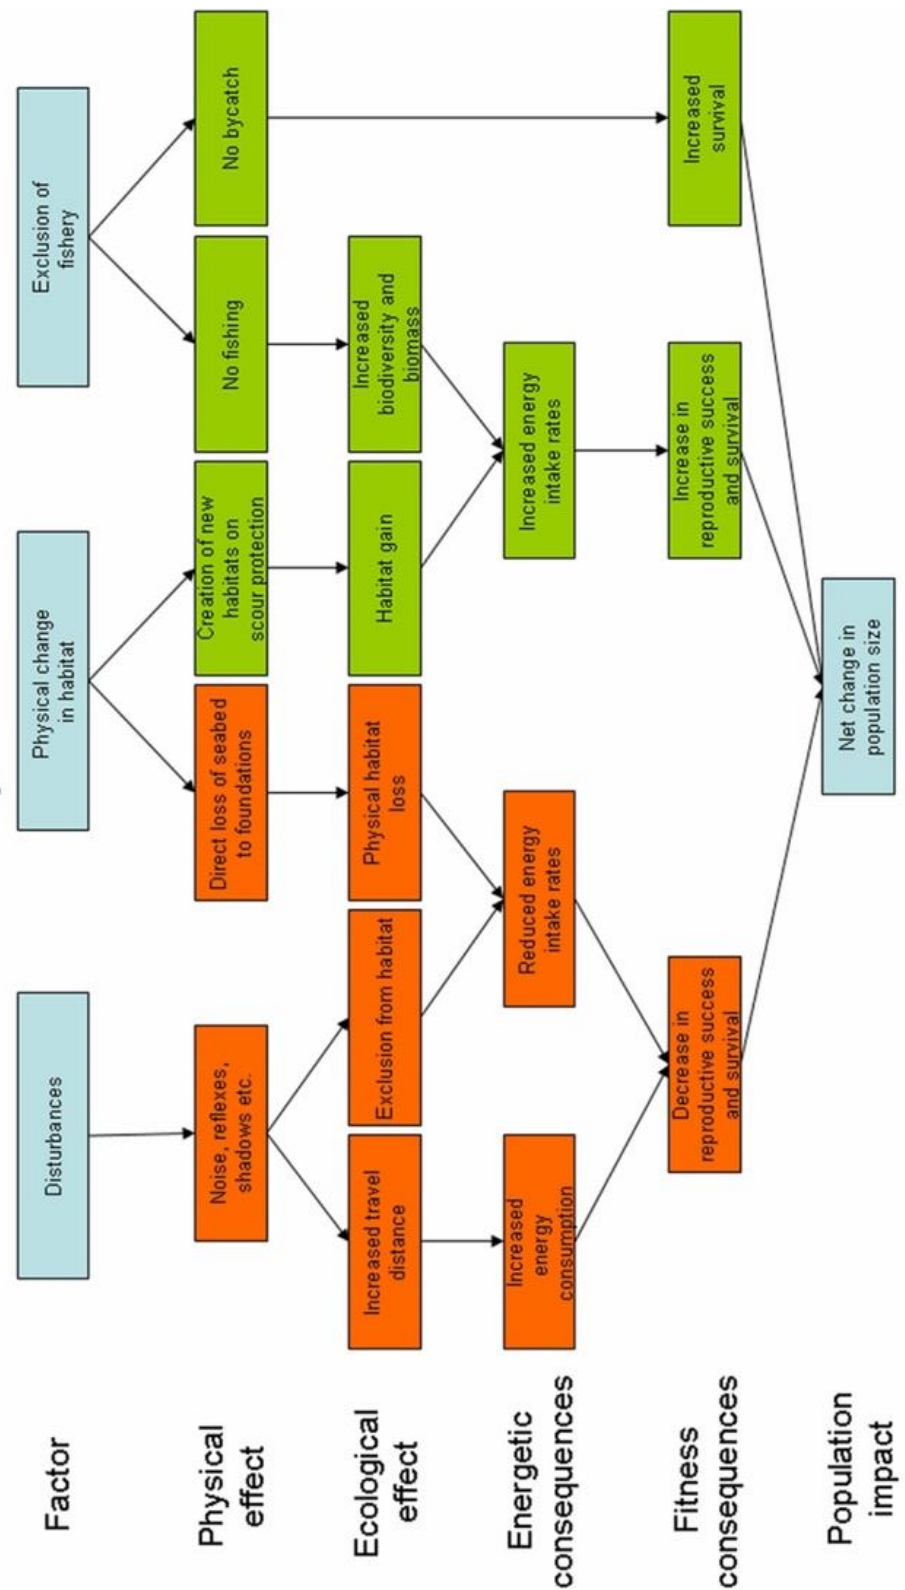 Factor
Disturbances
Physical change
in habitat
Exclusion of
fishery
Physical
effect
Noise, reflexes,
shadows etc.
Direct loss of seabed
to foundations
Creation of new
habitats on
scour protection
No fishing
No bycatch
Ecological
effect
Increased travel
distance
Exclusion from habitat
Physical habitat
loss
Habitat gain
Increased
biodiversity and
biomass
Energetic
consequences
Increased
energy
consumption
Reduced energy
intake rates
Increased energy
intake rates
Fitness
consequences
Decrease in
reproductive success
and survival
Increase in
reproductive success
and survival
Increased
survival
Population
impact
Net change in
population size